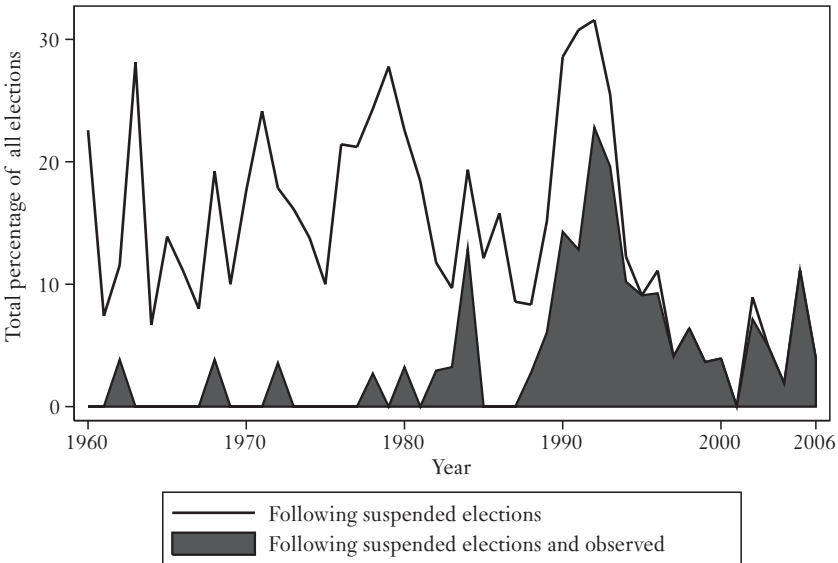 Total percentage of all elections
30
20
10
0
1960 1970 1980 1990 2000 2006
Year
Following suspended elections
Following suspended elections and observed